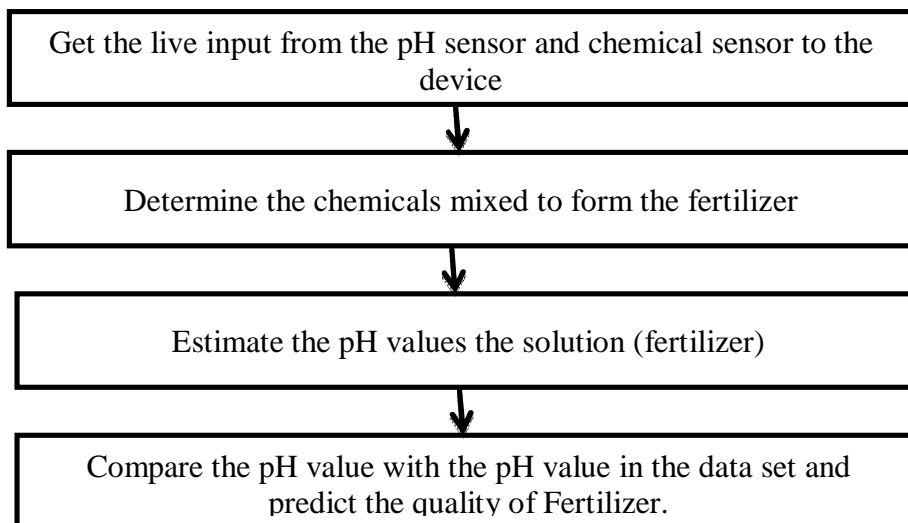 Get the live input from the pH sensor and chemical sensor to the
device
Determine the chemicals mixed to form the fertilizer
Estimate the pH values the solution (fertilizer)
Compare the pH value with the pH value in the data set and
predict the quality of Fertilizer.